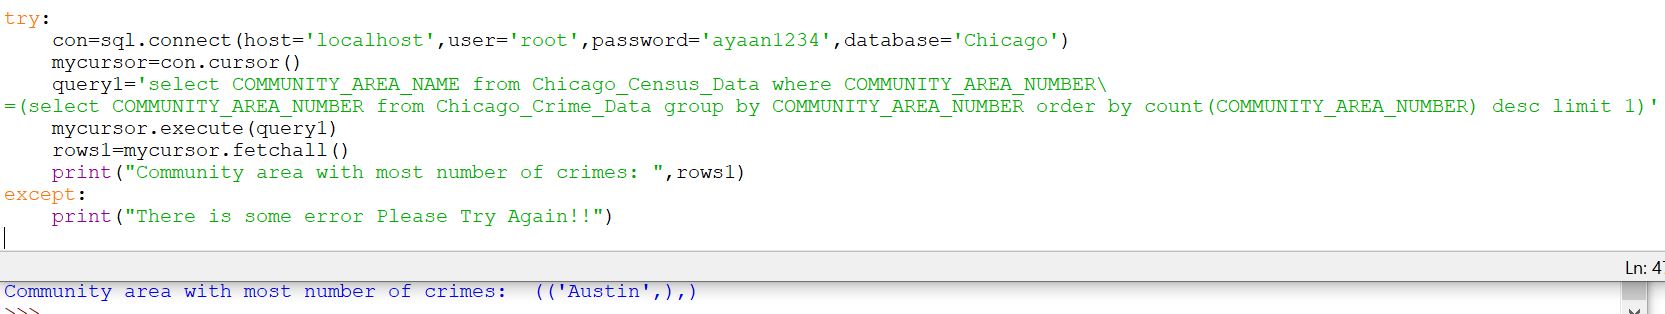 try:
    con=sql.connect(host='localhost',user='root',password='ayaan1234',database='Chicago')
    mycursor=con.cursor()
    query1='select COMMUNITY_AREA_NAME from Chicago_Census_Data where COMMUNITY_AREA_NUMBER\
=(select COMMUNITY_AREA_NUMBER from Chicago_Crime_Data group by COMMUNITY_AREA_NUMBER order by count(COMMUNITY_AREA_NUMBER) desc limit 1)'
    mycursor.execute(query1)
    rows1=mycursor.fetchall()
    print("Community area with most number of crimes: ",rows1)
except:
    print("There is some error Please Try Again!!")
Ln: 47
Community area with most number of crimes:  (('Austin',),)
>>>